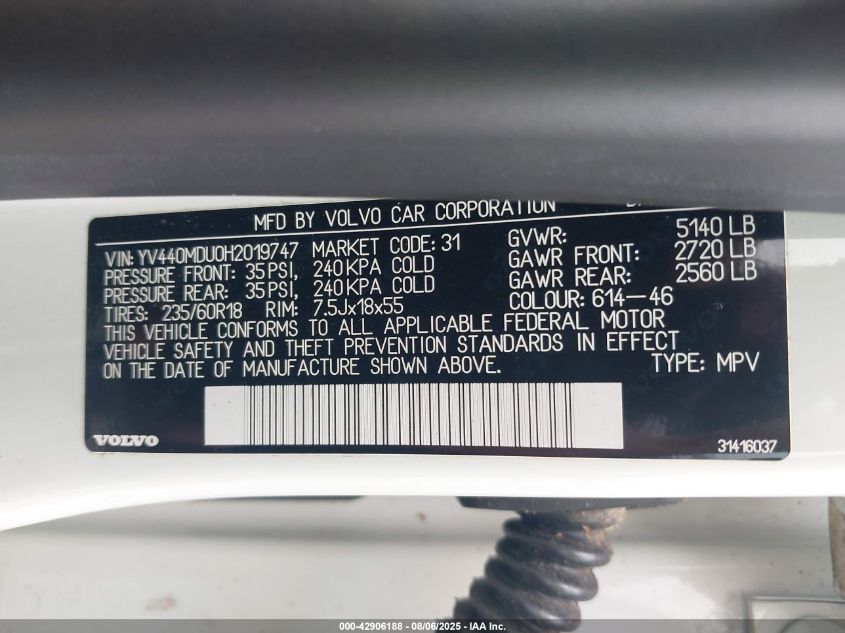 MFD BY VOLVO CAR CORPORATION
VIN: YV440MDU0H2019747 MARKET CODE: 31 GVWR: 5140 LB
PRESSURE FRONT: 35 PSI, 240 KPA COLD GAWR FRONT: 2720 LB
PRESSURE REAR: 35 PSI, 240 KPA COLD GAWR REAR: 2560 LB
TIRES: 235/60R18 RIM: 7.5Jx18x55 COLOUR: 614-46
THIS VEHICLE CONFORMS TO ALL APPLICABLE FEDERAL MOTOR
VEHICLE SAFETY AND THEFT PREVENTION STANDARDS IN EFFECT
ON THE DATE OF MANUFACTURE SHOWN ABOVE. TYPE: MPV
VOLVO 31416037
000-42906188 - 08/06/2025 - IAA Inc.